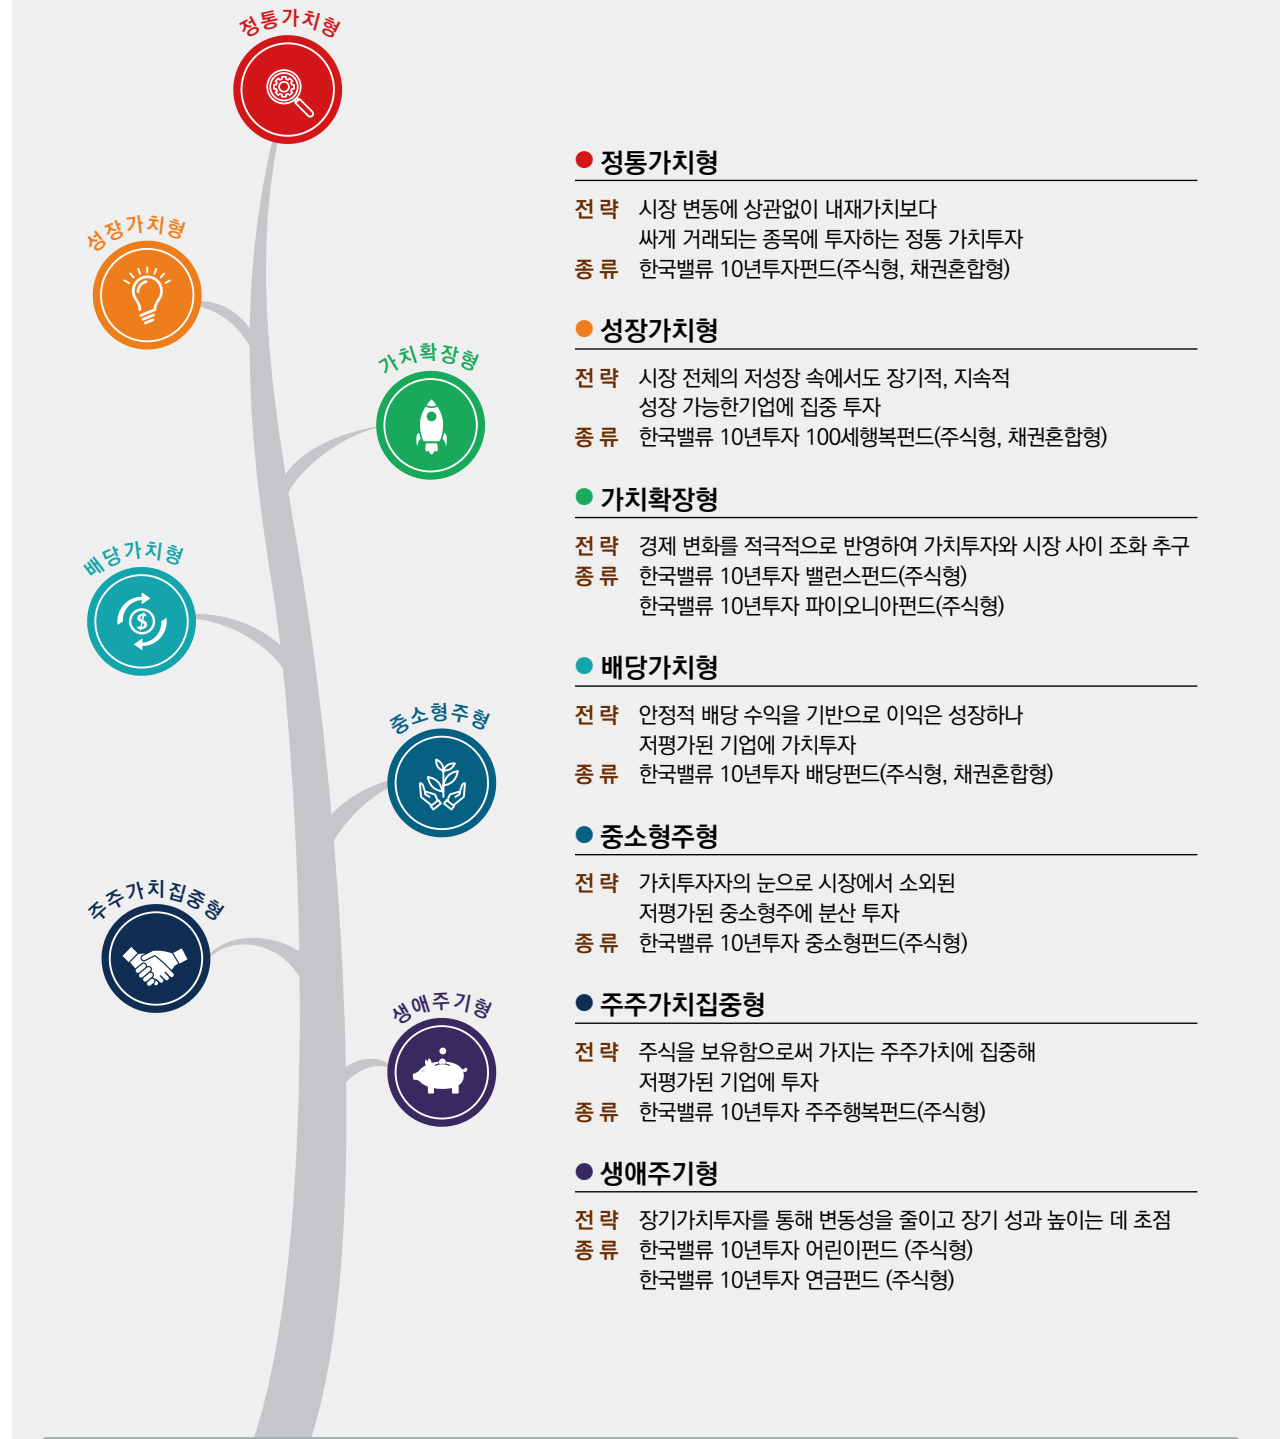 정통가치형
성장가치형
가치확장형
배당가치형
중소형주형
주주가치집중형
생애주기형
정통가치형
전 략 시장 변동에 상관없이 내재가치보다
싸게 거래되는 종목에 투자하는 정통 가치투자
종 류 한국밸류 10년투자펀드(주식형, 채권혼합형)
성장가치형
전 략 시장 전체의 저성장 속에서도 장기적, 지속적
성장 가능한기업에 집중 투자
종 류 한국밸류 10년투자 100세행복펀드(주식형, 채권혼합형)
가치확장형
전 략 경제 변화를 적극적으로 반영하여 가치투자와 시장 사이 조화 추구
종 류 한국밸류 10년투자 밸런스펀드(주식형)
한국밸류 10년투자 파이오니아펀드(주식형)
배당가치형
전 략 안정적 배당 수익을 기반으로 이익은 성장하나
저평가된 기업에 가치투자
종 류 한국밸류 10년투자 배당펀드(주식형, 채권혼합형)
중소형주형
전 략 가치투자자의 눈으로 시장에서 소외된
저평가된 중소형주에 분산 투자
종 류 한국밸류 10년투자 중소형펀드(주식형)
주주가치집중형
전 략 주식을 보유함으로써 가지는 주주가치에 집중해
저평가된 기업에 투자
종 류 한국밸류 10년투자 주주행복펀드(주식형)
생애주기형
전 략 장기가치투자를 통해 변동성을 줄이고 장기 성과 높이는 데 초점
종 류 한국밸류 10년투자 어린이펀드 (주식형)
한국밸류 10년투자 연금펀드 (주식형)